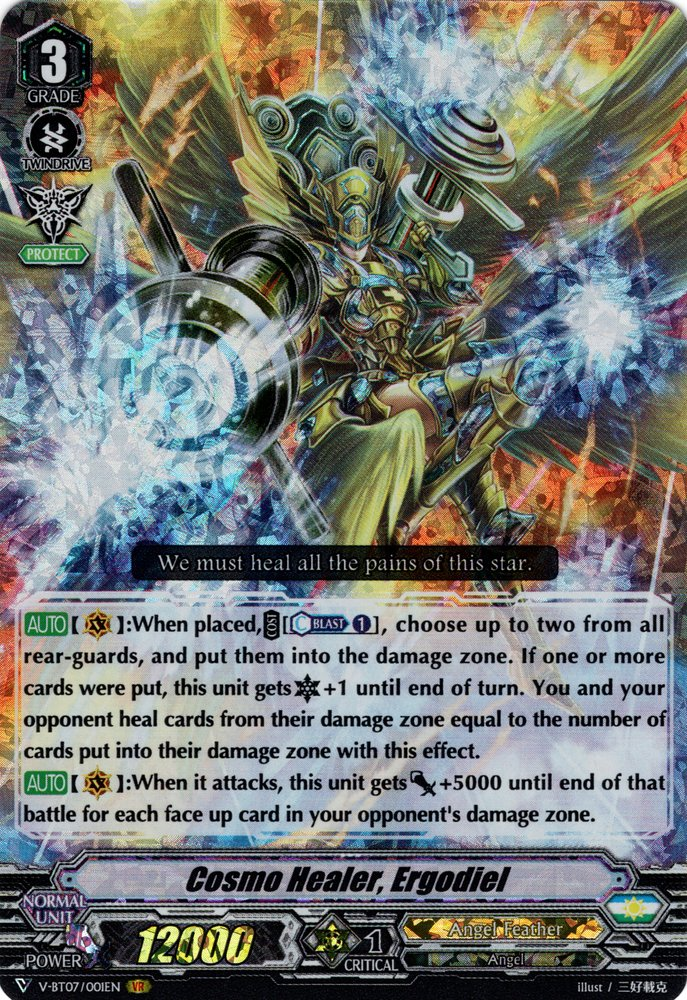 3
GRADE
TWINDRIVE
PROTECT
We must heal all the pains of this star.
AUTO【 V 】:When placed, COST [C BLAST 1], choose up to two from all
rear-guards, and put them into the damage zone. If one or more
cards were put, this unit gets +1 until end of turn. You and your
opponent heal cards from their damage zone equal to the number of
cards put into their damage zone with this effect.
AUTO【 V 】:When it attacks, this unit gets +5000 until end of that
battle for each face up card in your opponent's damage zone.
Cosmo Healer, Ergodiel
NORMAL
UNIT
POWER
12000
1
CRITICAL
Angel Feather
Angel
V-BT07/001EN VR
illust / 三好載克